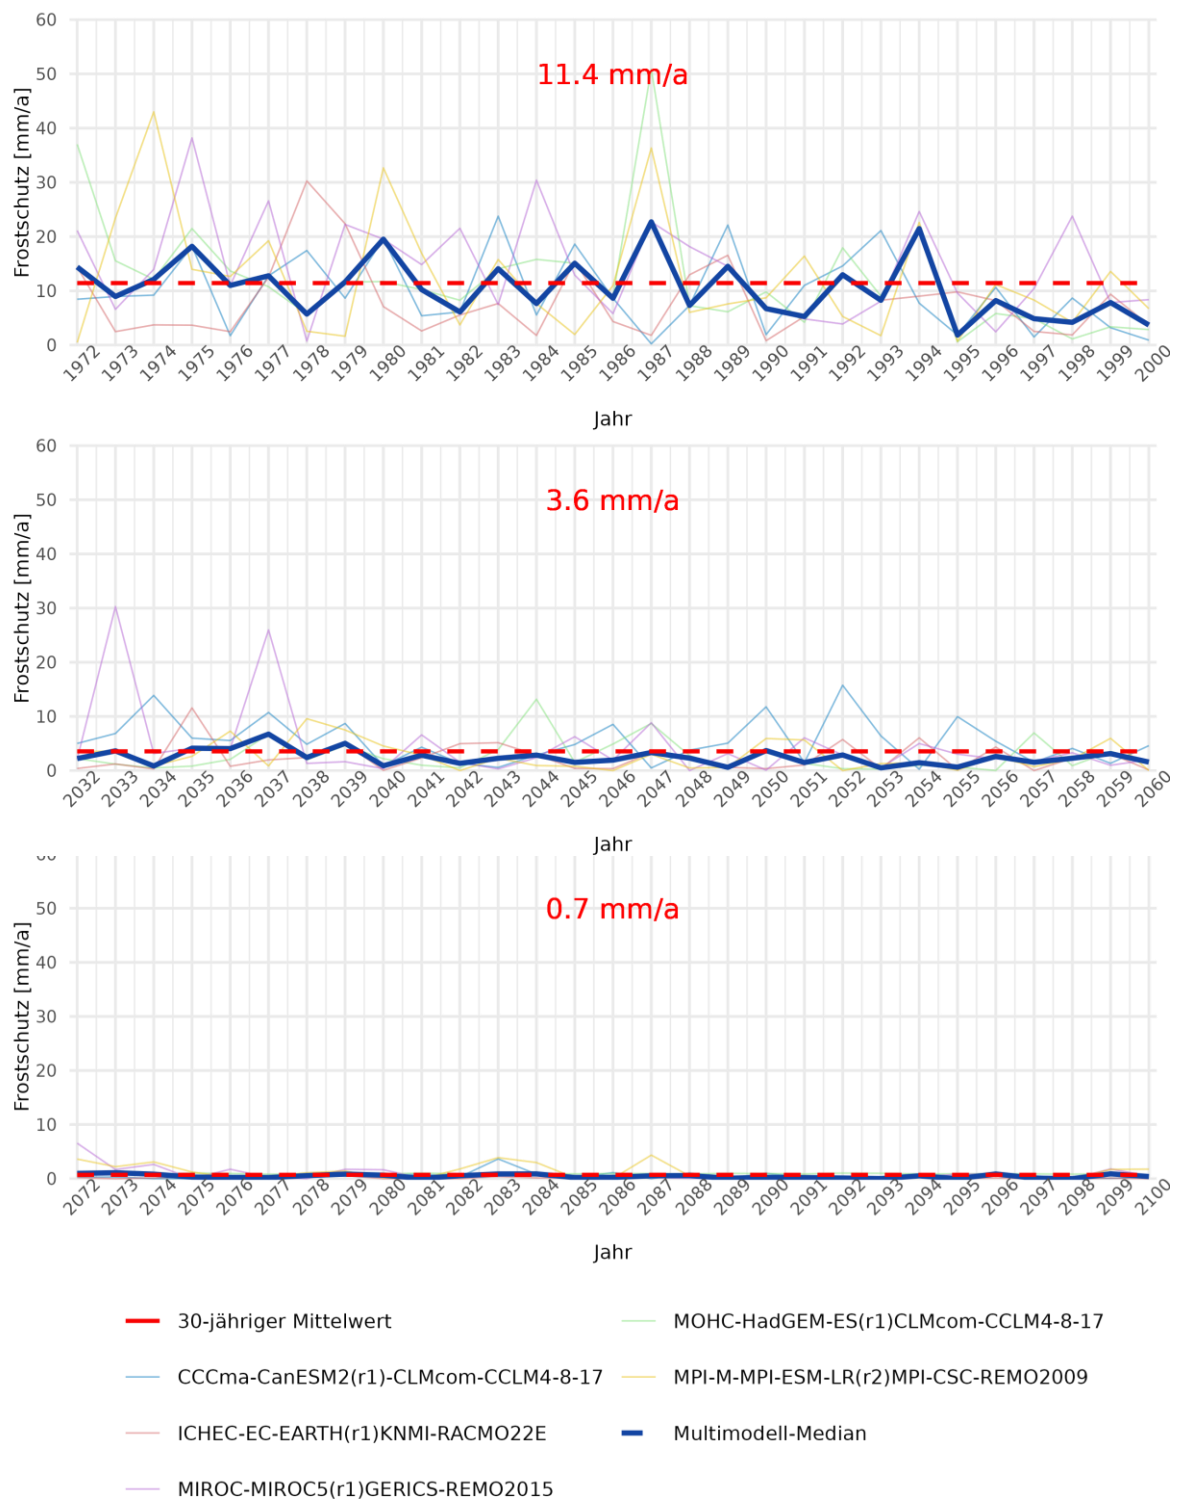 60
50
40
30
20
10
0
Frostschutz [mm/a]
11.4 mm/a
1972 1973 1974 1975 1976 1977 1978 1979 1980 1981 1982 1983 1984 1985 1986 1987 1988 1989 1990 1991 1992 1993 1994 1995 1996 1997 1998 1999 2000
Jahr
60
50
40
30
20
10
0
Frostschutz [mm/a]
3.6 mm/a
2032 2033 2034 2035 2036 2037 2038 2039 2040 2041 2042 2043 2044 2045 2046 2047 2048 2049 2050 2051 2052 2053 2054 2055 2056 2057 2058 2059 2060
Jahr
60
50
40
30
20
10
0
Frostschutz [mm/a]
0.7 mm/a
2072 2073 2074 2075 2076 2077 2078 2079 2080 2081 2082 2083 2084 2085 2086 2087 2088 2089 2090 2091 2092 2093 2094 2095 2096 2097 2098 2099 2100
Jahr
30-jähriger Mittelwert
MOHC-HadGEM-ES(r1)CLMcom-CCLM4-8-17
CCCma-CanESM2(r1)-CLMcom-CCLM4-8-17
MPI-M-MPI-ESM-LR(r2)MPI-CSC-REMO2009
ICHEC-EC-EARTH(r1)KNMI-RACMO22E
Multimodell-Median
MIROC-MIROC5(r1)GERICS-REMO2015